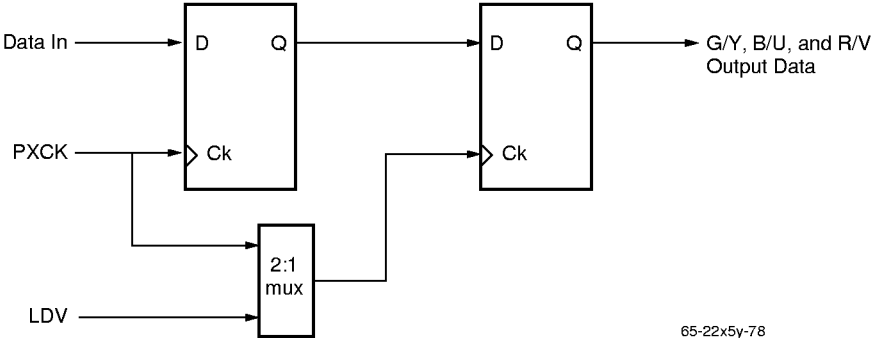 Data In
D
Q
D
Q
G/Y, B/U, and R/V
Output Data
PXCK
Ck
Ck
2:1
mux
LDV
65-22x5y-78